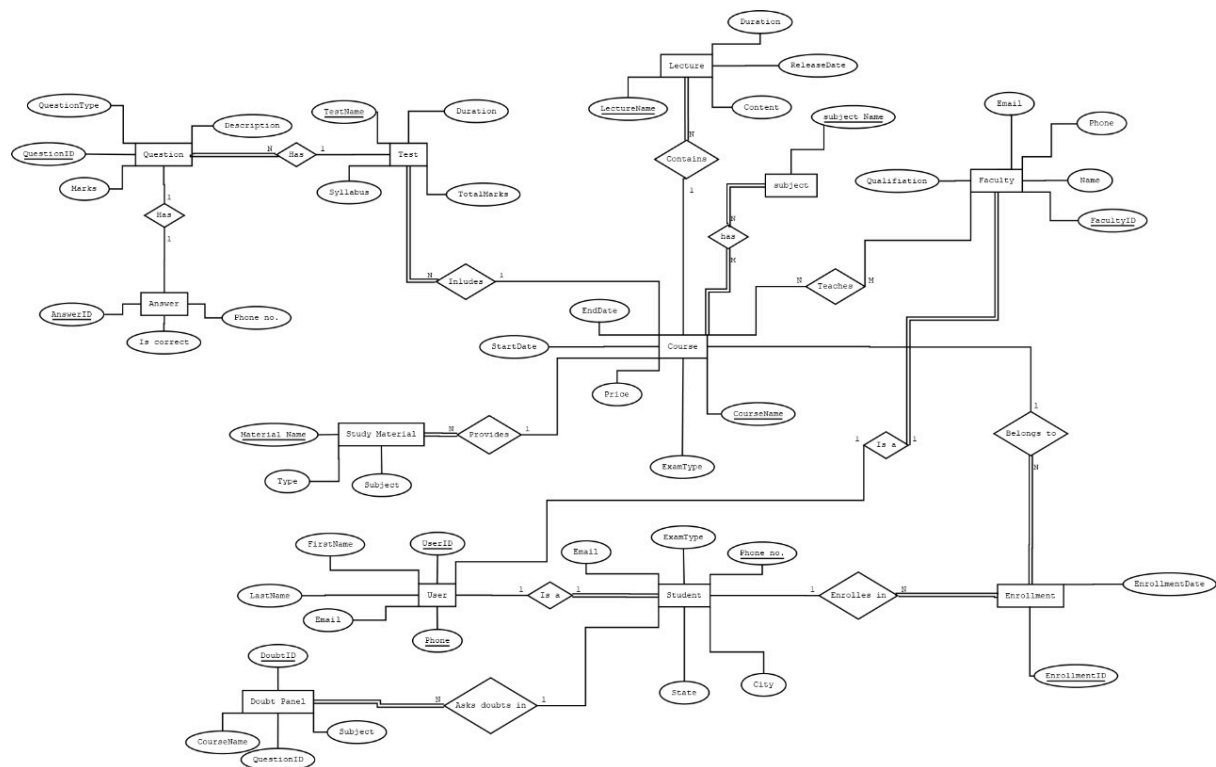 Duration
Lecture
ReleaseDate
LectureName
Content
N
Contains
1
subject Name
subject
N
has
M
Email
Phone
Qualifiation
Faculty
Name
FacultyID
QuestionType
Description
QuestionID
Question
Marks
N
Has
1
TestName
Duration
Test
Syllabus
TotalMarks
1
Has
1
AnswerID
Answer
Phone no.
Is correct
N
Inludes
1
N
Teaches
M
EndDate
StartDate
Course
Price
CourseName
ExamType
Material Name
Study Material
N
Provides
1
Type
Subject
1
Is a
1
1
Belongs to
N
FirstName
UserID
LastName
User
Email
Phone
1
Is a
1
Email
ExamType
Phone no.
Student
State
City
1
Enrolles in
N
Enrollment
EnrollmentDate
EnrollmentID
DoubtID
Doubt Panel
N
Asks doubts in
1
CourseName
QuestionID
Subject